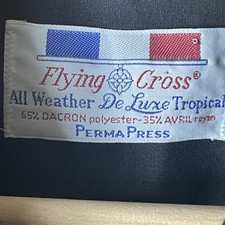 Flying Cross®
All Weather De Luxe Tropical
65% DACRON polyester-35% AVRIL rayon
PERMA PRESS